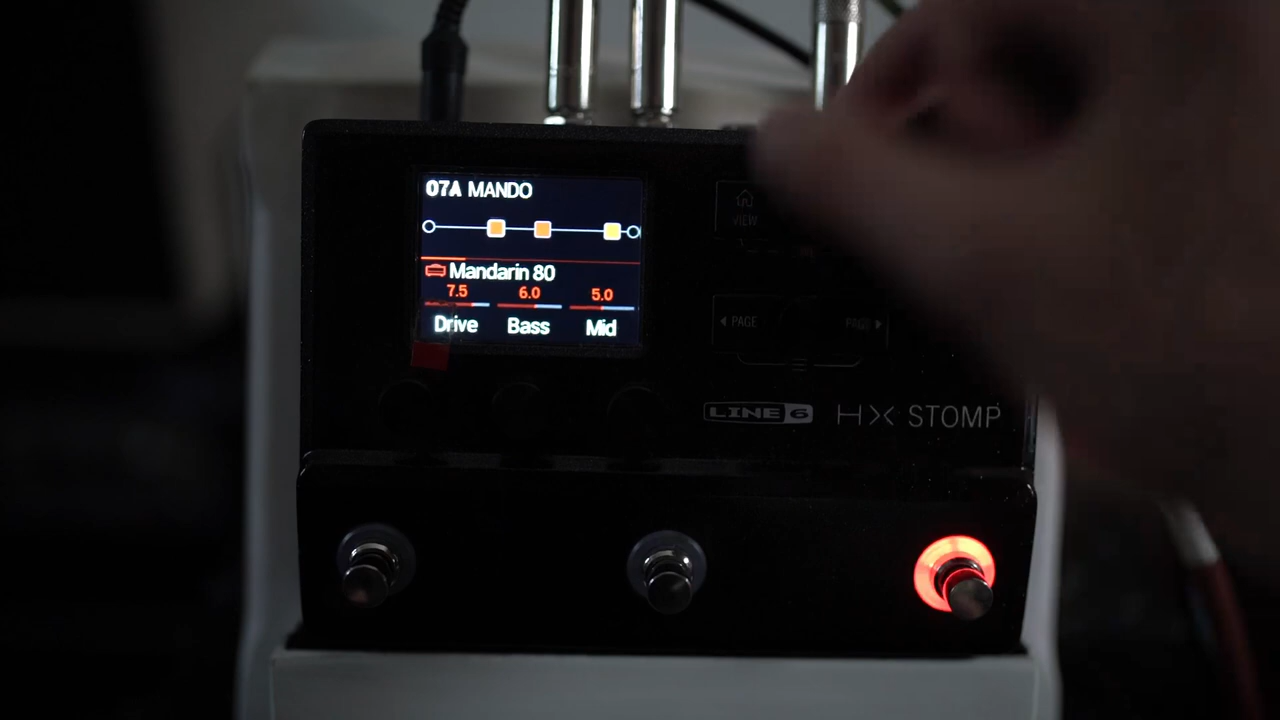 07A MANDO
Mandarin 80
7.5 6.0 5.0
Drive Bass Mid
VIEW
PAGE PAGE
LINE 6 HX STOMP